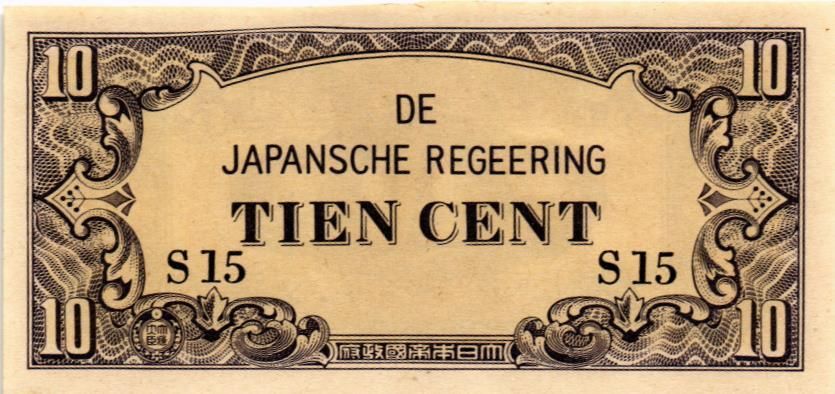 10 10
DE
JAPANSCHE REGEERING
TIEN CENT
S 15 S 15
10 10
大日本帝國政府